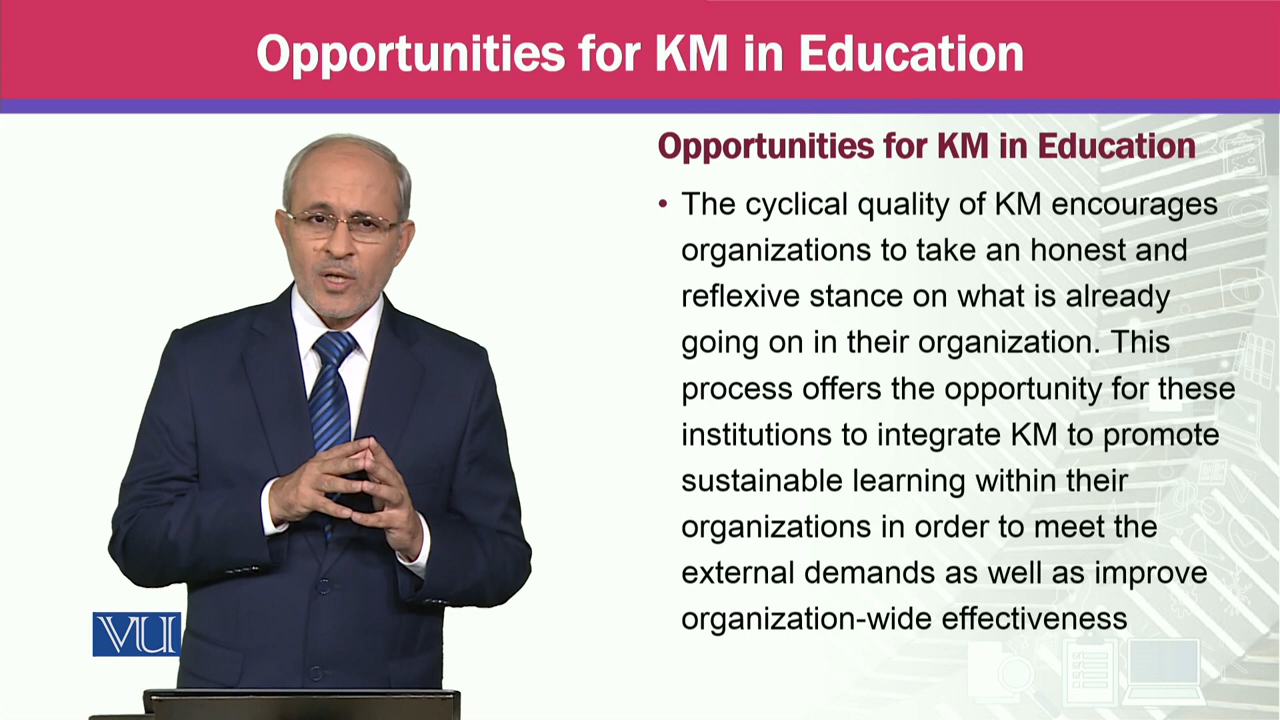 Opportunities for KM in Education
Opportunities for KM in Education
• The cyclical quality of KM encourages
organizations to take an honest and
reflexive stance on what is already
going on in their organization. This
process offers the opportunity for these
institutions to integrate KM to promote
sustainable learning within their
organizations in order to meet the
external demands as well as improve
organization-wide effectiveness
VU